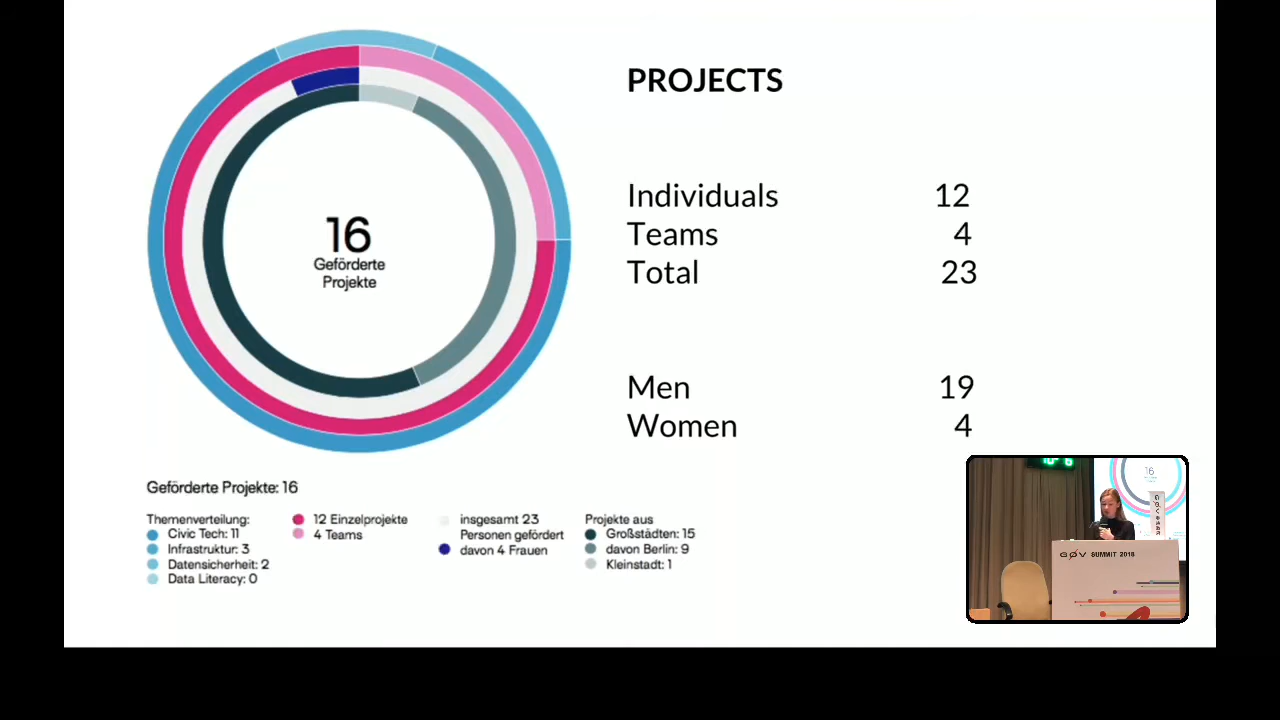 16
Geförderte
Projekte
PROJECTS
Individuals 12
Teams 4
Total 23
Men 19
Women 4
Geförderte Projekte: 16
Themenverteilung:
Civic Tech: 11
Infrastruktur: 3
Datensicherheit: 2
Data Literacy: 0
12 Einzelprojekte
4 Teams
insgesamt 23
Personen gefördert
davon 4 Frauen
Projekte aus
Großstädten: 15
davon Berlin: 9
Kleinstadt: 1
16
GØV SUMMIT 2018